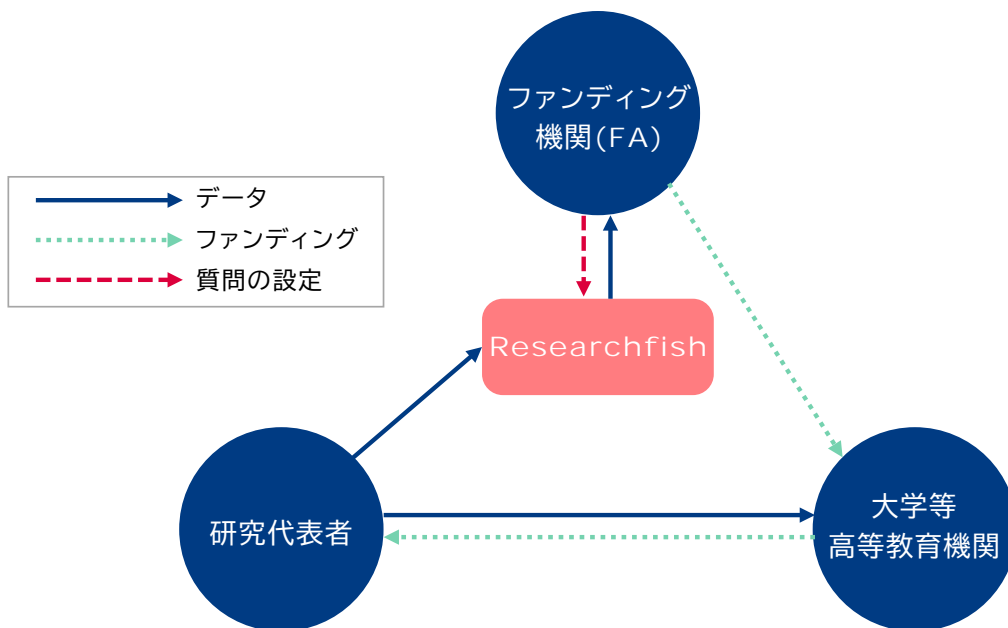 ファンディング
機関(FA)
データ
ファンディング
質問の設定
Researchfish
研究代表者
大学等
高等教育機関